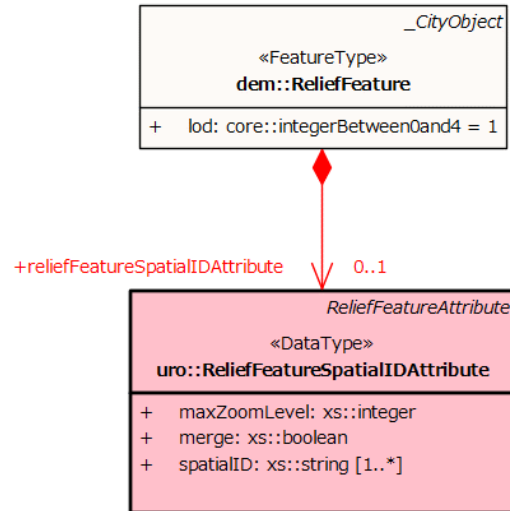 _CityObject
«FeatureType»
dem::ReliefFeature
+ lod: core::integerBetween0and4 = 1
+reliefFeatureSpatialIDAttribute 0..1
ReliefFeatureAttribute
«DataType»
uro::ReliefFeatureSpatialIDAttribute
+ maxZoomLevel: xs::integer
+ merge: xs::boolean
+ spatialID: xs::string [1..*]